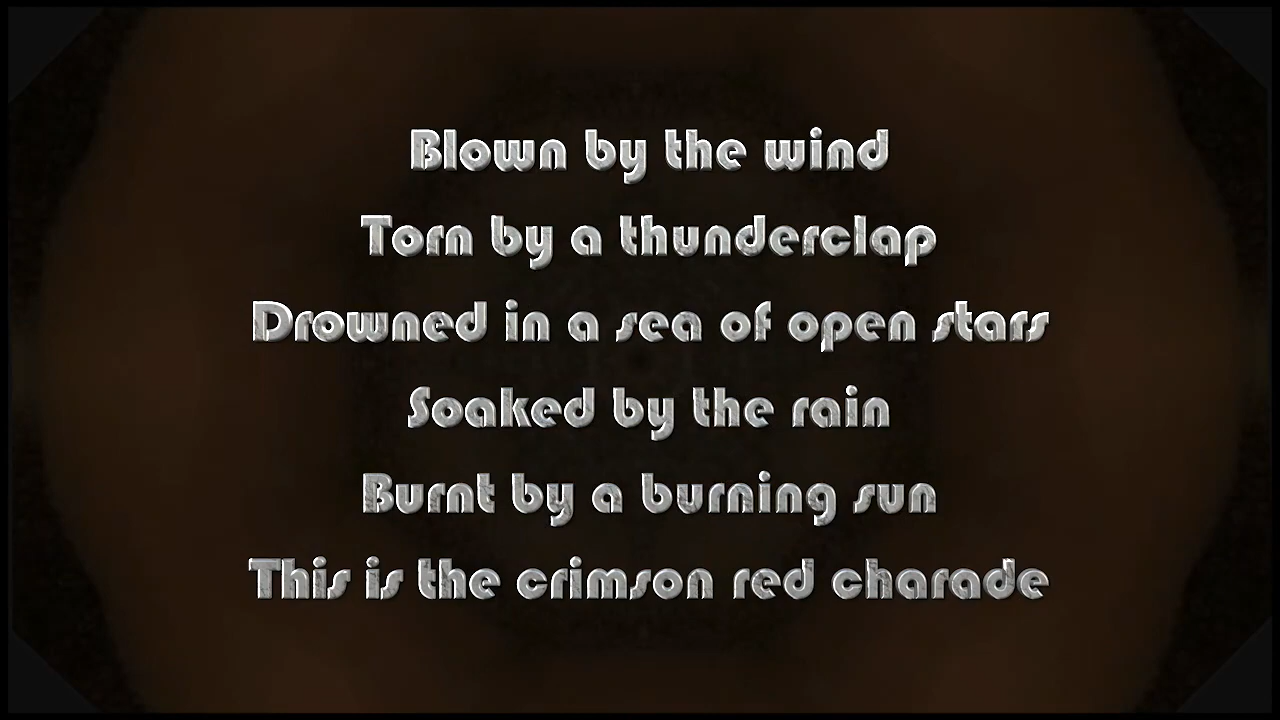 Blown by the wind
Torn by a thunderclap
Drowned in a sea of open stars
Soaked by the rain
Burnt by a burning sun
This is the crimson red charade